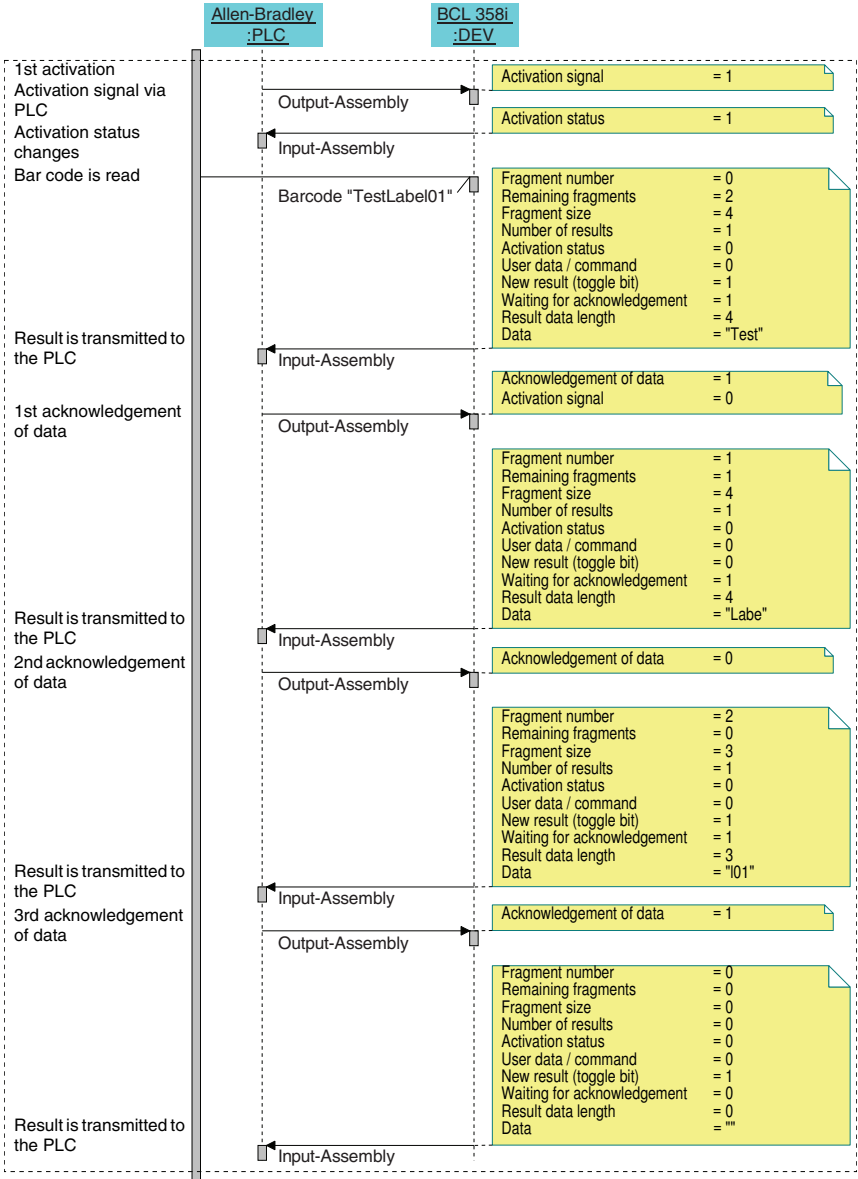 Allen-Bradley
:PLC
BCL 358i
:DEV
1st activation
Activation signal via
PLC
Activation signal = 1
Output-Assembly
Activation status
changes
Activation status = 1
Input-Assembly
Bar code is read
Barcode "TestLabel01"
Fragment number = 0
Remaining fragments = 2
Fragment size = 4
Number of results = 1
Activation status = 0
User data / command = 0
New result (toggle bit) = 1
Waiting for acknowledgement = 1
Result data length = 4
Data = "Test"
Result is transmitted to
the PLC
Input-Assembly
Acknowledgement of data = 1
Activation signal = 0
1st acknowledgement
of data
Output-Assembly
Fragment number = 1
Remaining fragments = 1
Fragment size = 4
Number of results = 1
Activation status = 0
User data / command = 0
New result (toggle bit) = 0
Waiting for acknowledgement = 1
Result data length = 4
Data = "Labe"
Result is transmitted to
the PLC
Input-Assembly
2nd acknowledgement
of data
Acknowledgement of data = 0
Output-Assembly
Fragment number = 2
Remaining fragments = 0
Fragment size = 3
Number of results = 1
Activation status = 0
User data / command = 0
New result (toggle bit) = 1
Waiting for acknowledgement = 1
Result data length = 3
Data = "l01"
Result is transmitted to
the PLC
Input-Assembly
3rd acknowledgement
of data
Acknowledgement of data = 1
Output-Assembly
Fragment number = 0
Remaining fragments = 0
Fragment size = 0
Number of results = 0
Activation status = 0
User data / command = 0
New result (toggle bit) = 1
Waiting for acknowledgement = 0
Result data length = 0
Data = ""
Result is transmitted to
the PLC
Input-Assembly